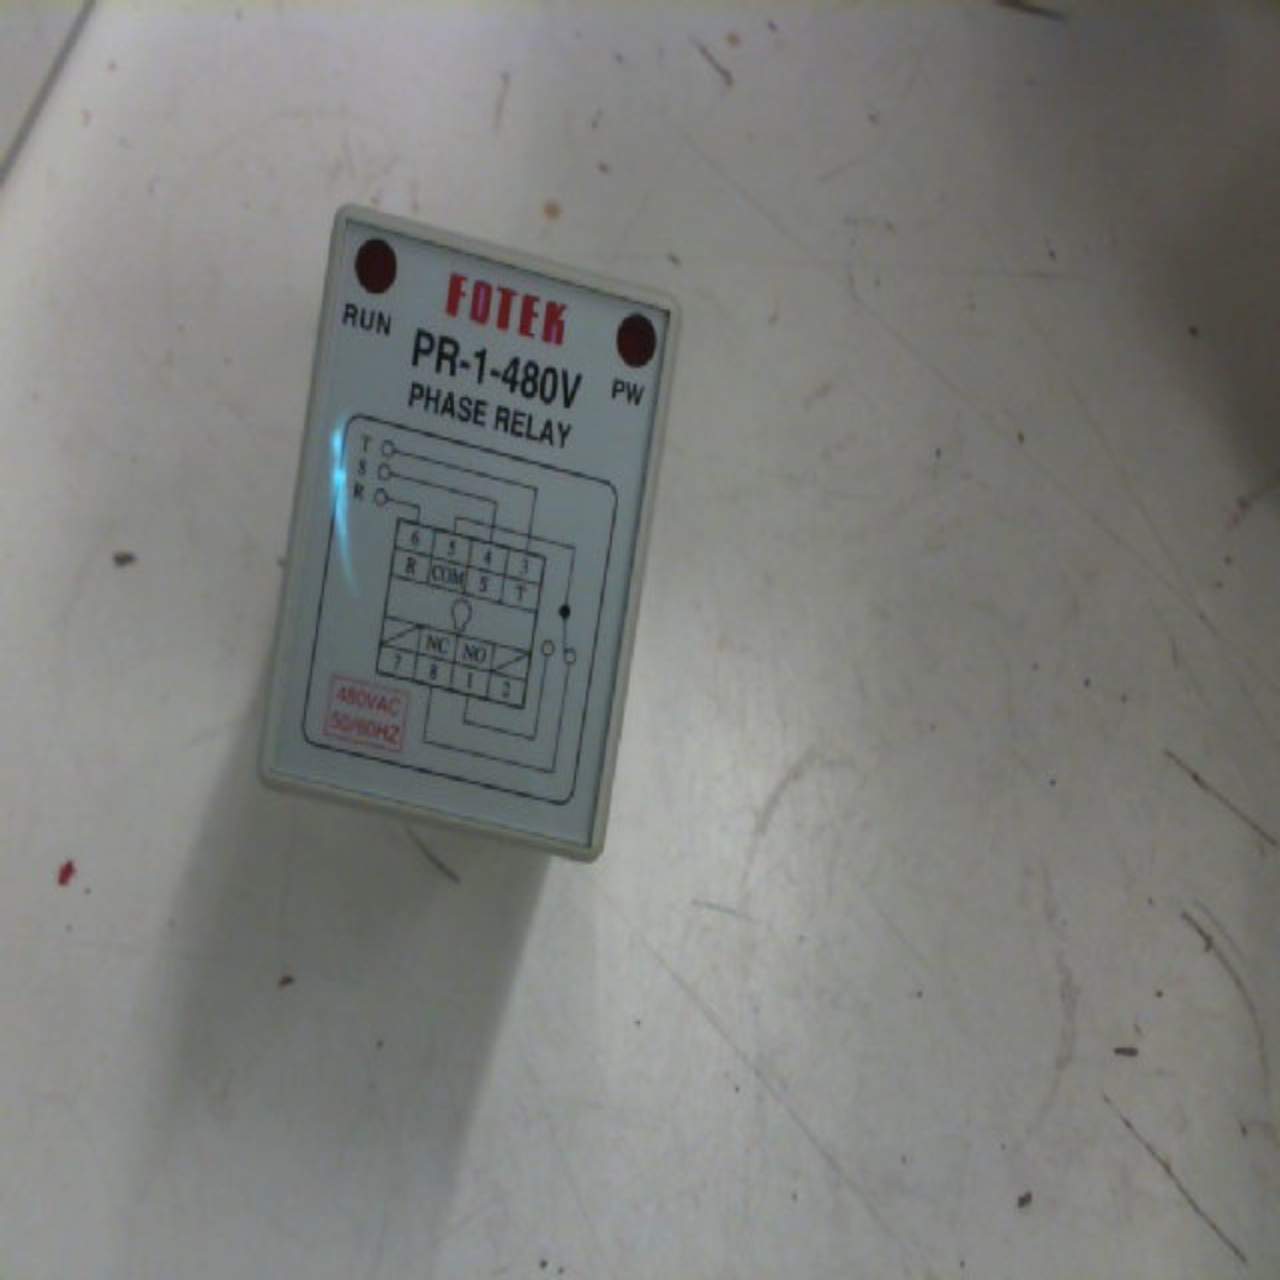 FOTEK
RUN
PR-1-480V
PW
PHASE RELAY
T
S
R
6 5 4 3
R COM S T
NC NO
7 8 1 2
480VAC
50/60HZ